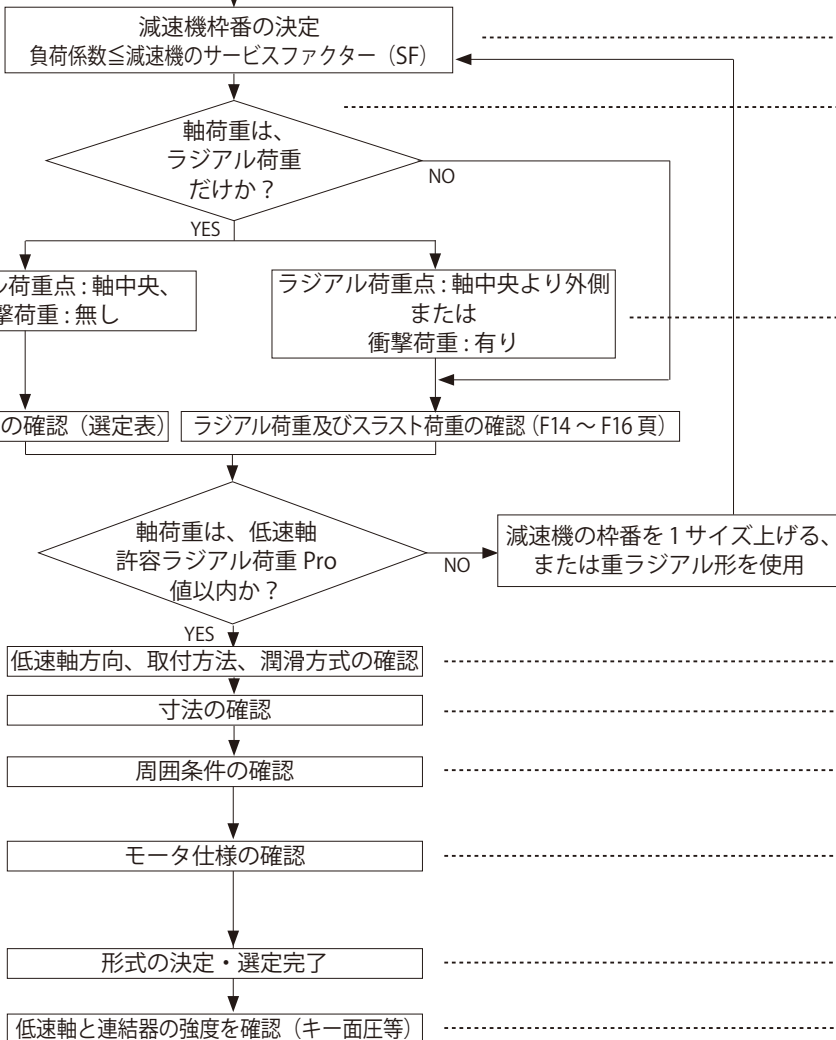 減速機枠番の決定
負荷係数≦減速機のサービスファクター（SF）
軸荷重は、
ラジアル荷重
だけか？
NO
YES
荷重点 : 軸中央、
撃荷重 : 無し
ラジアル荷重点 : 軸中央より外側
または
衝撃荷重 : 有り
の確認（選定表）
ラジアル荷重及びスラスト荷重の確認（F14 ～ F16 頁）
軸荷重は、低速軸
許容ラジアル荷重 Pro
値以内か？
NO
減速機の枠番を 1 サイズ上げる、
または重ラジアル形を使用
YES
低速軸方向、取付方法、潤滑方式の確認
寸法の確認
周囲条件の確認
モータ仕様の確認
形式の決定・選定完了
低速軸と連結器の強度を確認（キー面圧等）